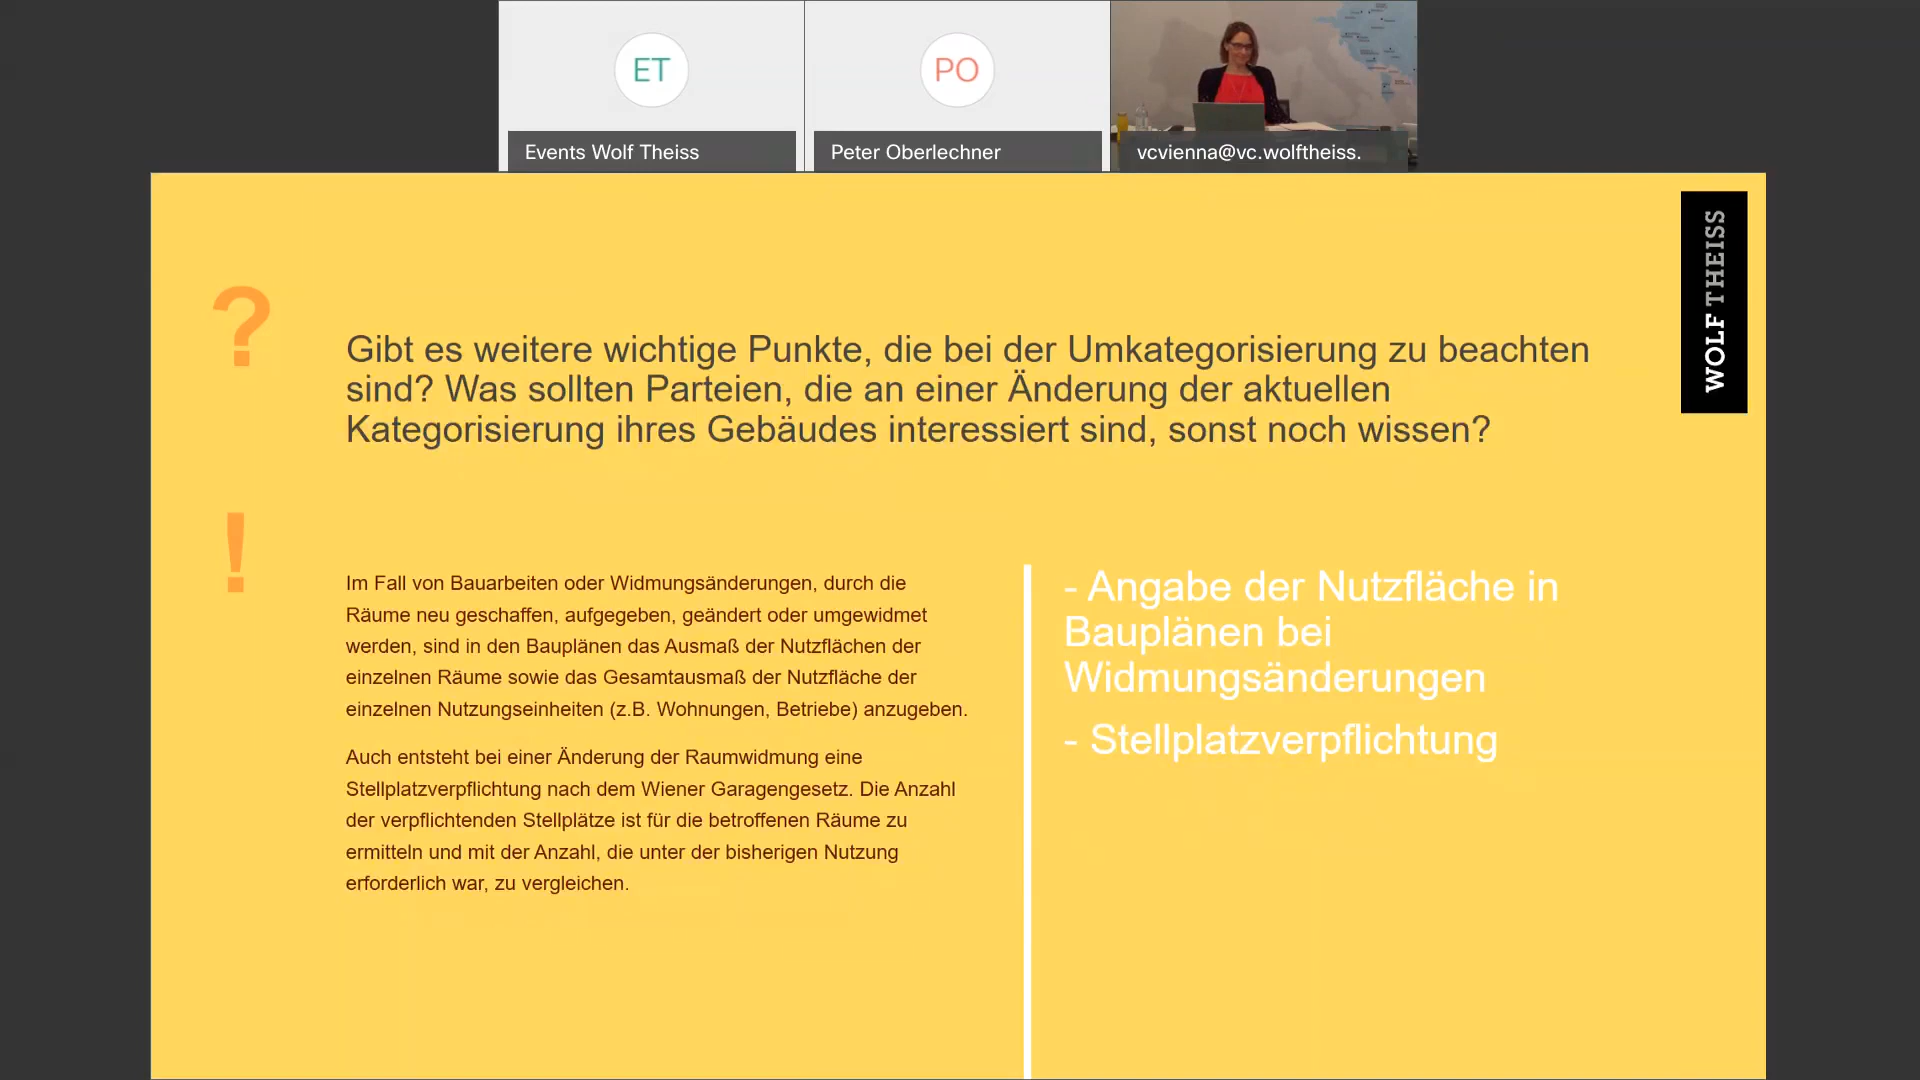 ET
PO
Events Wolf Theiss
Peter Oberlechner
vcvienna@vc.wolftheiss.
WOLF THEISS
?
Gibt es weitere wichtige Punkte, die bei der Umkategorisierung zu beachten
sind? Was sollten Parteien, die an einer Änderung der aktuellen
Kategorisierung ihres Gebäudes interessiert sind, sonst noch wissen?
!
Im Fall von Bauarbeiten oder Widmungsänderungen, durch die
Räume neu geschaffen, aufgegeben, geändert oder umgewidmet
werden, sind in den Bauplänen das Ausmaß der Nutzflächen der
einzelnen Räume sowie das Gesamtausmaß der Nutzfläche der
einzelnen Nutzungseinheiten (z.B. Wohnungen, Betriebe) anzugeben.
Auch entsteht bei einer Änderung der Raumwidmung eine
Stellplatzverpflichtung nach dem Wiener Garagengesetz. Die Anzahl
der verpflichtenden Stellplätze ist für die betroffenen Räume zu
ermitteln und mit der Anzahl, die unter der bisherigen Nutzung
erforderlich war, zu vergleichen.
- Angabe der Nutzfläche in
Bauplänen bei
Widmungsänderungen
- Stellplatzverpflichtung